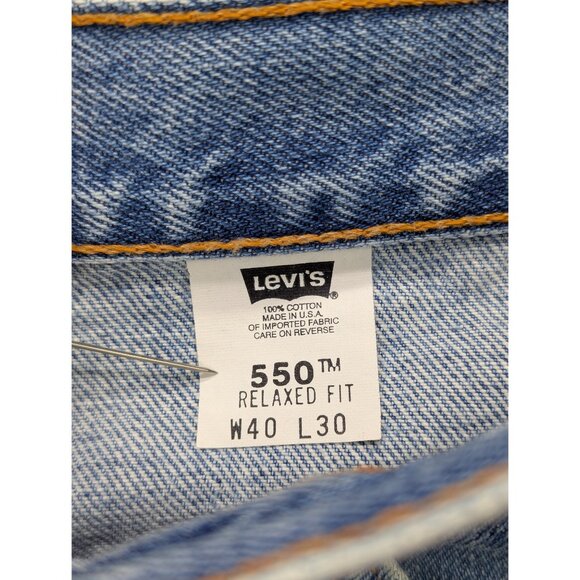 Levi's
®
100% COTTON
MADE IN U.S.A.
OF IMPORTED FABRIC
CARE ON REVERSE
550™
RELAXED FIT
W40 L30